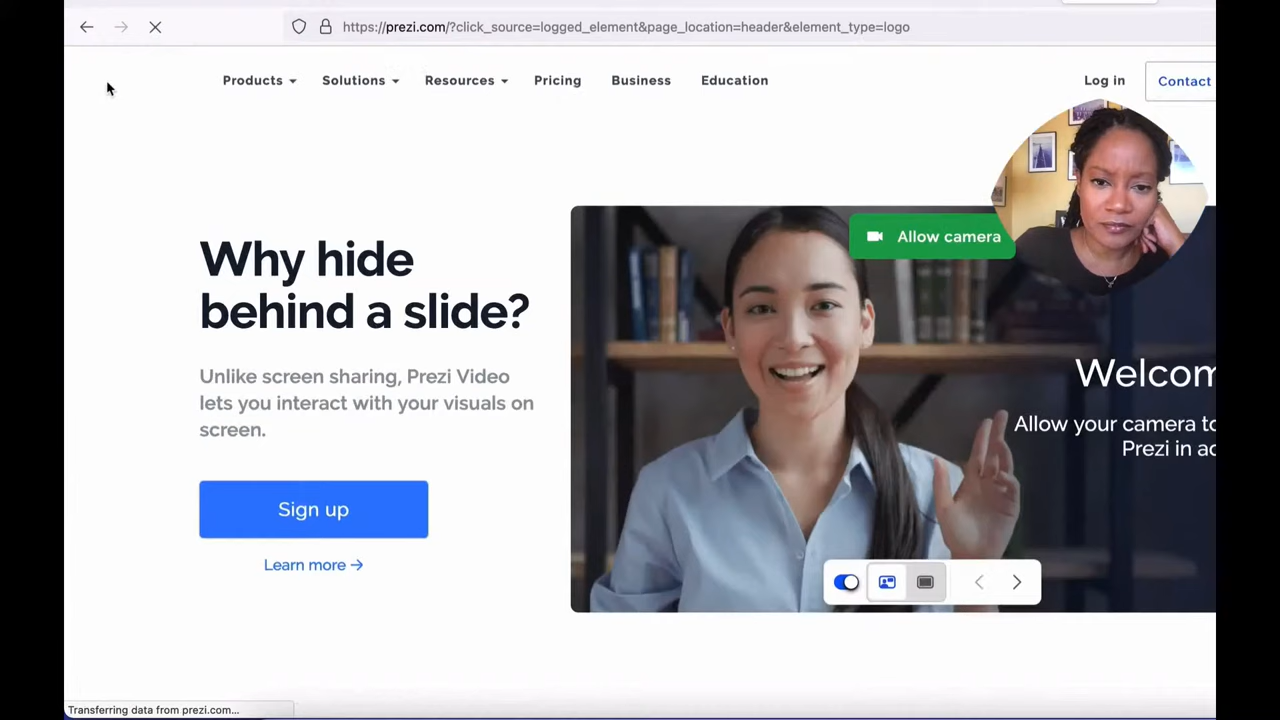 https://prezi.com/?click_source=logged_element&page_location=header&element_type=logo
Products Solutions Resources Pricing Business Education Log in Contact
Allow camera
Why hide
behind a slide?
Unlike screen sharing, Prezi Video
lets you interact with your visuals on
screen.
Sign up
Learn more →
Welcom
Allow your camera to
Prezi in ac
Transferring data from prezi.com...